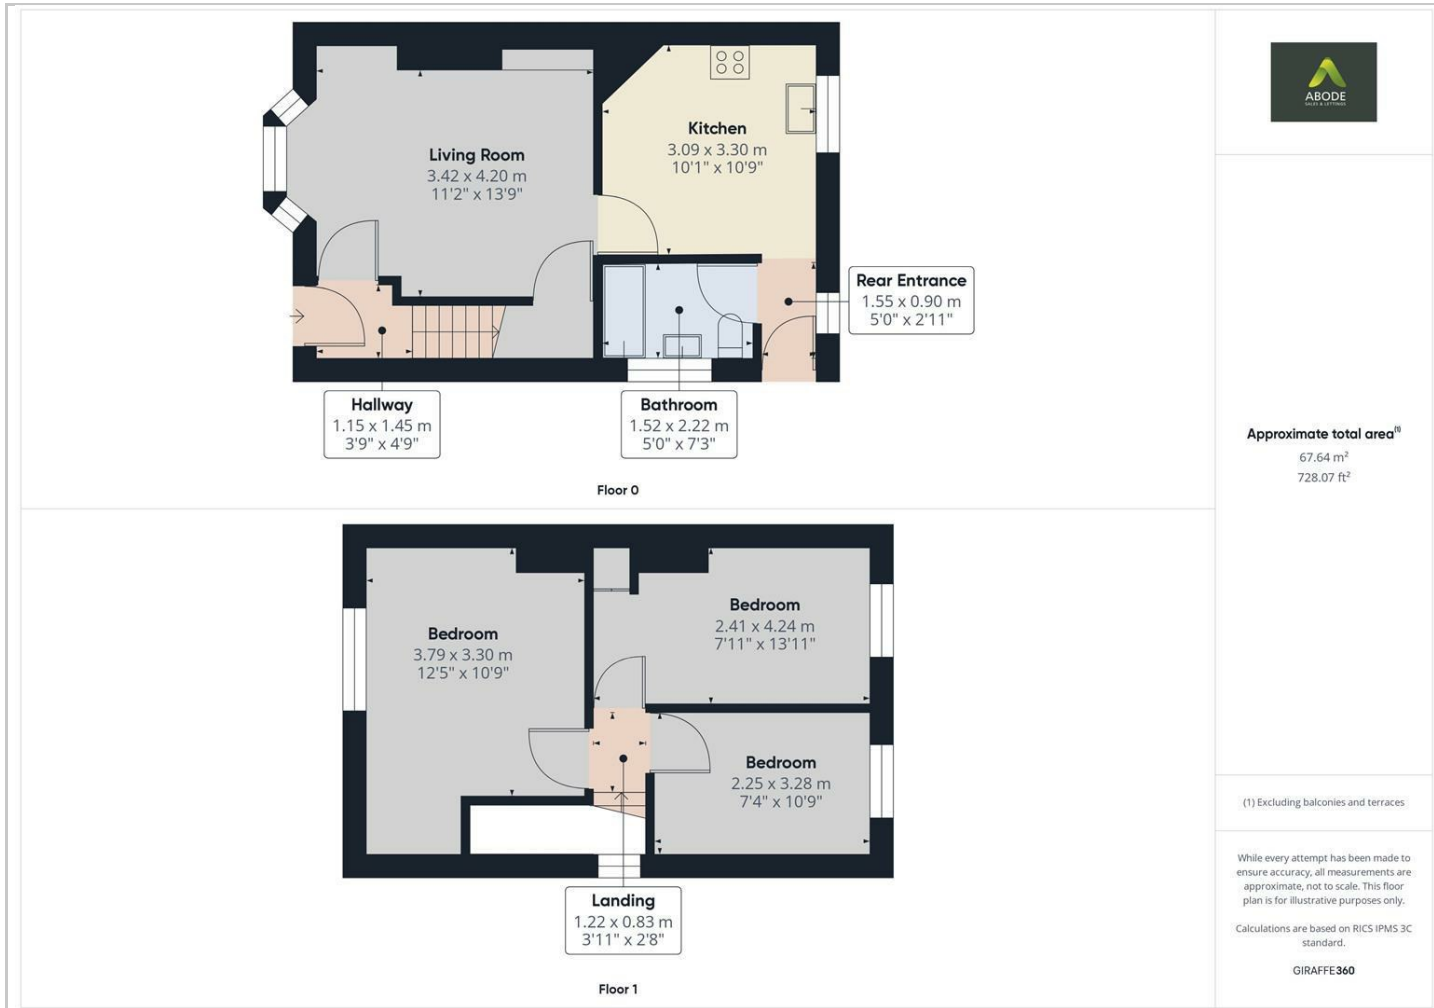 Living Room
3.42 x 4.20 m
11'2" x 13'9"
Kitchen
3.09 x 3.30 m
10'1" x 10'9"
Rear Entrance
1.55 x 0.90 m
5'0" x 2'11"
Hallway
1.15 x 1.45 m
3'9" x 4'9"
Bathroom
1.52 x 2.22 m
5'0" x 7'3"
Floor 0
Bedroom
3.79 x 3.30 m
12'5" x 10'9"
Bedroom
2.41 x 4.24 m
7'11" x 13'11"
Bedroom
2.25 x 3.28 m
7'4" x 10'9"
Landing
1.22 x 0.83 m
3'11" x 2'8"
Floor 1
ABODE
SALES & LETTINGS
Approximate total area(1)
67.64 m²
728.07 ft²
(1) Excluding balconies and terraces
While every attempt has been made to
ensure accuracy, all measurements are
approximate, not to scale. This floor
plan is for illustrative purposes only.
Calculations are based on RICS IPMS 3C
standard.
GIRAFFE360